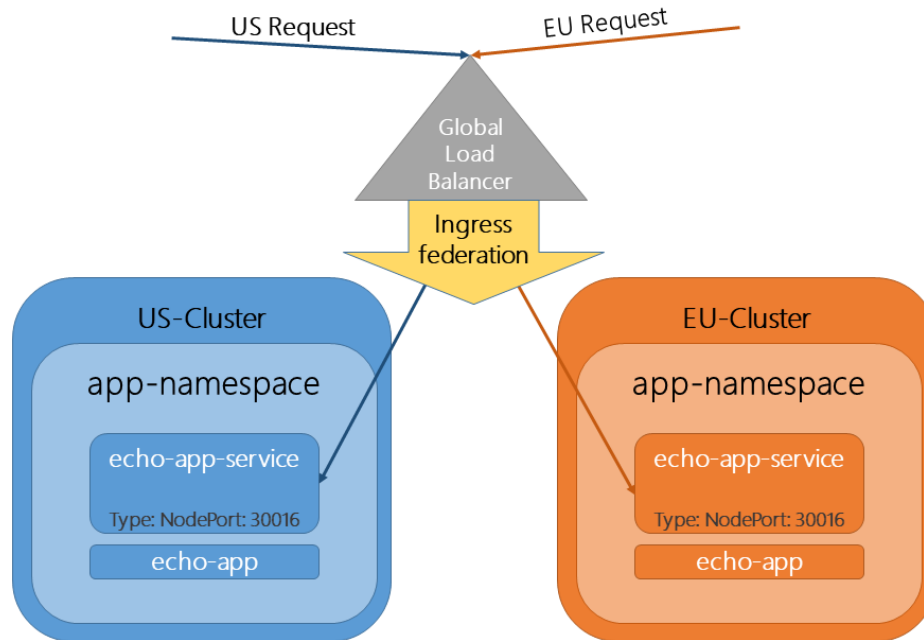 US Request
EU Request
Global
Load
Balancer
Ingress
federation
US-Cluster
app-namespace
echo-app-service
Type: NodePort: 30016
echo-app
EU-Cluster
app-namespace
echo-app-service
Type: NodePort: 30016
echo-app